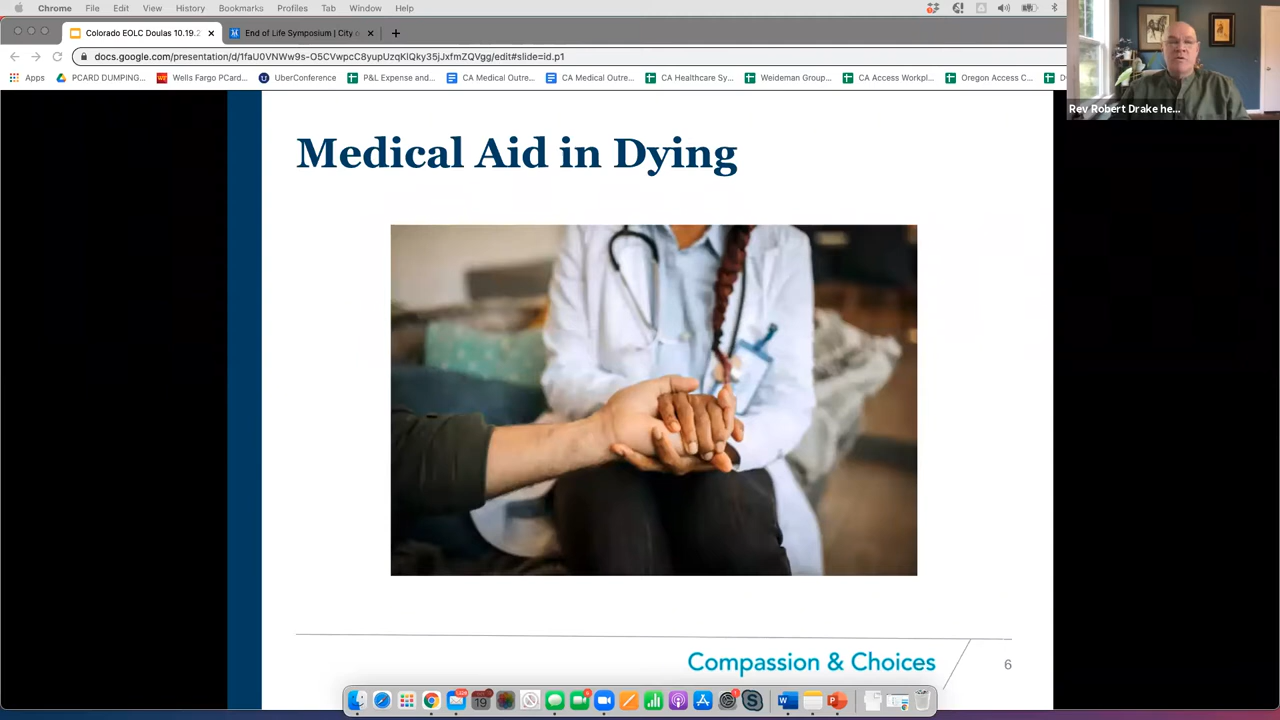 Chrome File Edit View History Bookmarks Profiles Tab Window Help
Colorado EOLC Doulas 10.19.2 × End of Life Symposium | City o × +
docs.google.com/presentation/d/1faU0VNWw9s-O5CVwpcC8yupUzqKlQky35jJxfmZQVgg/edit#slide=id.p1
Apps PCARD DUMPING... Wells Fargo PCard... UberConference P&L Expense and... CA Medical Outre... CA Medical Outre... CA Healthcare Sy... Weideman Group... CA Access Workpl... Oregon Access C...
Rev Robert Drake he...
Medical Aid in Dying
Compassion & Choices
6
19